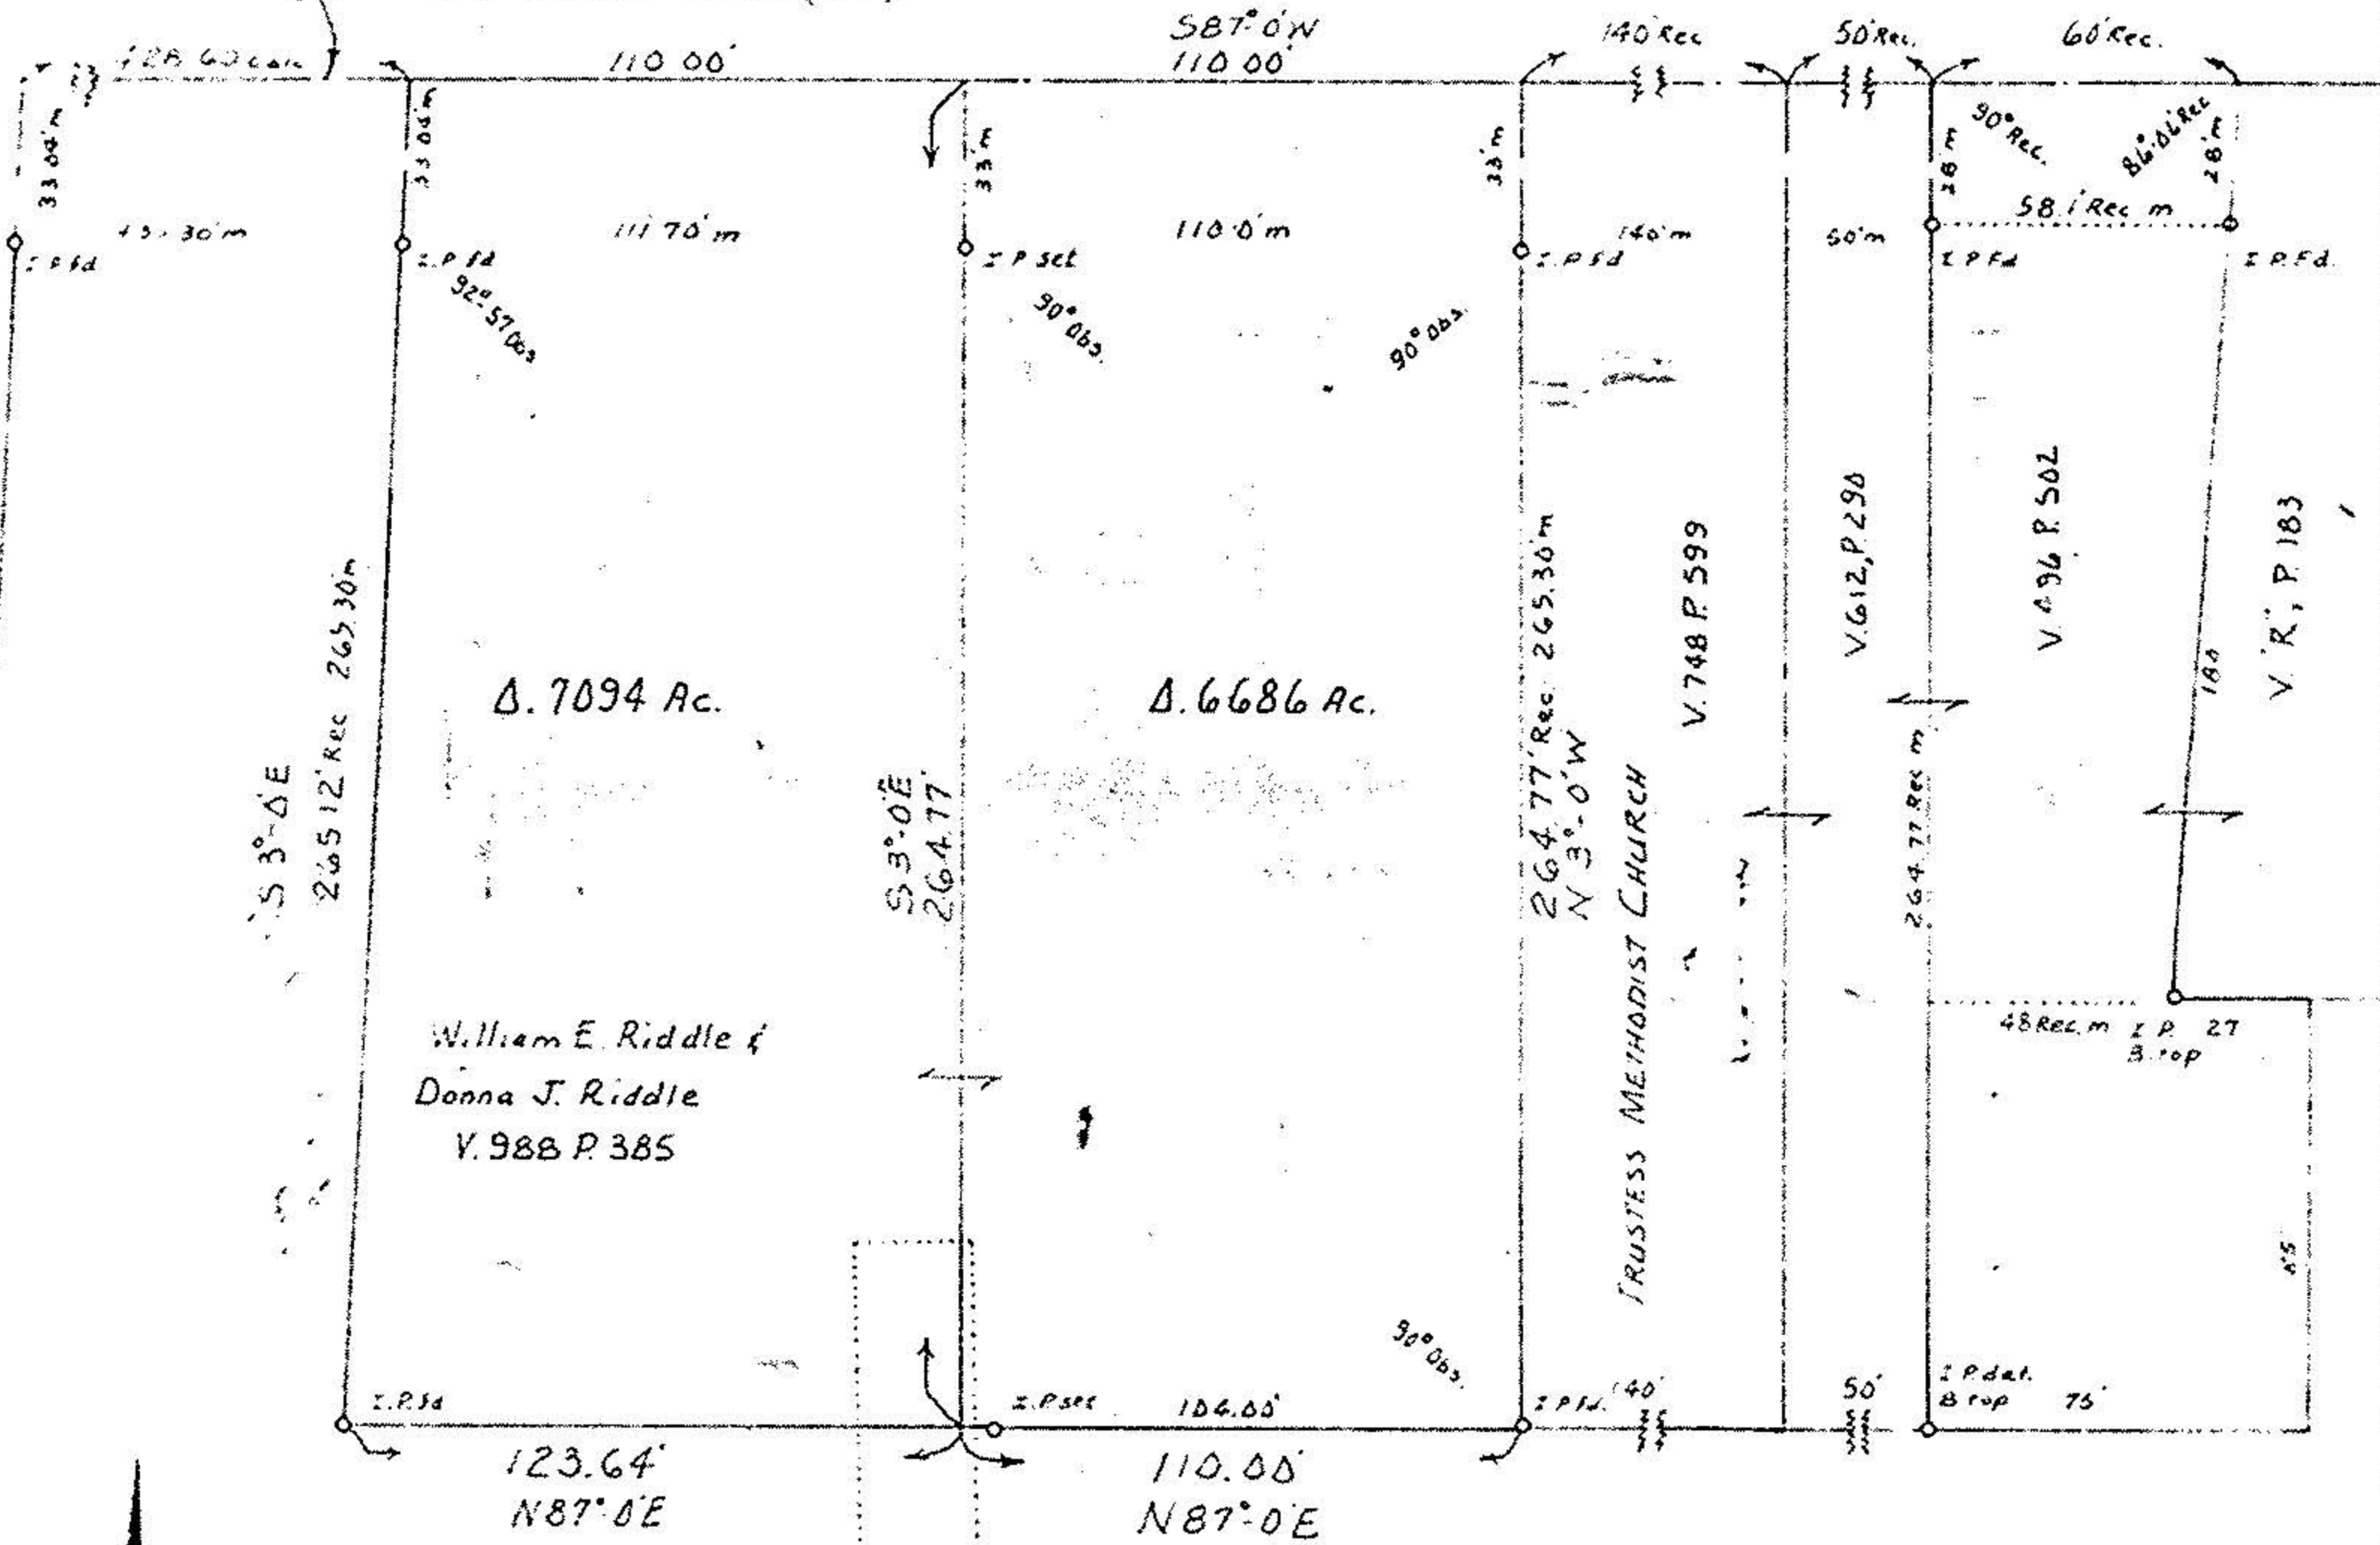 S87°-0'W
110.00'
110.00'
140' Rec
50' Rec.
60' Rec.
33.04'm
33.04'm
33'm
33'm
28'm
90° Rec.
86°.06' Rec
28'm
58.1' Rec m
111.70'm
110.0'm
140'm
50'm
I.P.fd
I.P.fd
I.P set
I.P.fd
I.P.Fd
I.P.Fd.
92°-57' Obs
90° Obs.
90° Obs.
0.7094 Ac.
0.6686 Ac.
S 3°-0'E
265.12' Rec 265.30'm
S 3°-0'E
264.77'
264.77' Rec. 265.30'm
N 3°-0'W
TRUSTESS METHODIST CHURCH
V.748 P.599
V.612, P.290
264.77 Rec m
V.496 P.502
180
V."R", P.183
William E. Riddle &
Donna J. Riddle
V.988 P.385
48 Rec. m
I.P.
27
65
90° Obs.
I.P.fd
I.P.set
104.00'
I.P.fd.
140'
50'
75'
123.64'
N87°-0'E
110.00'
N87°-0'E